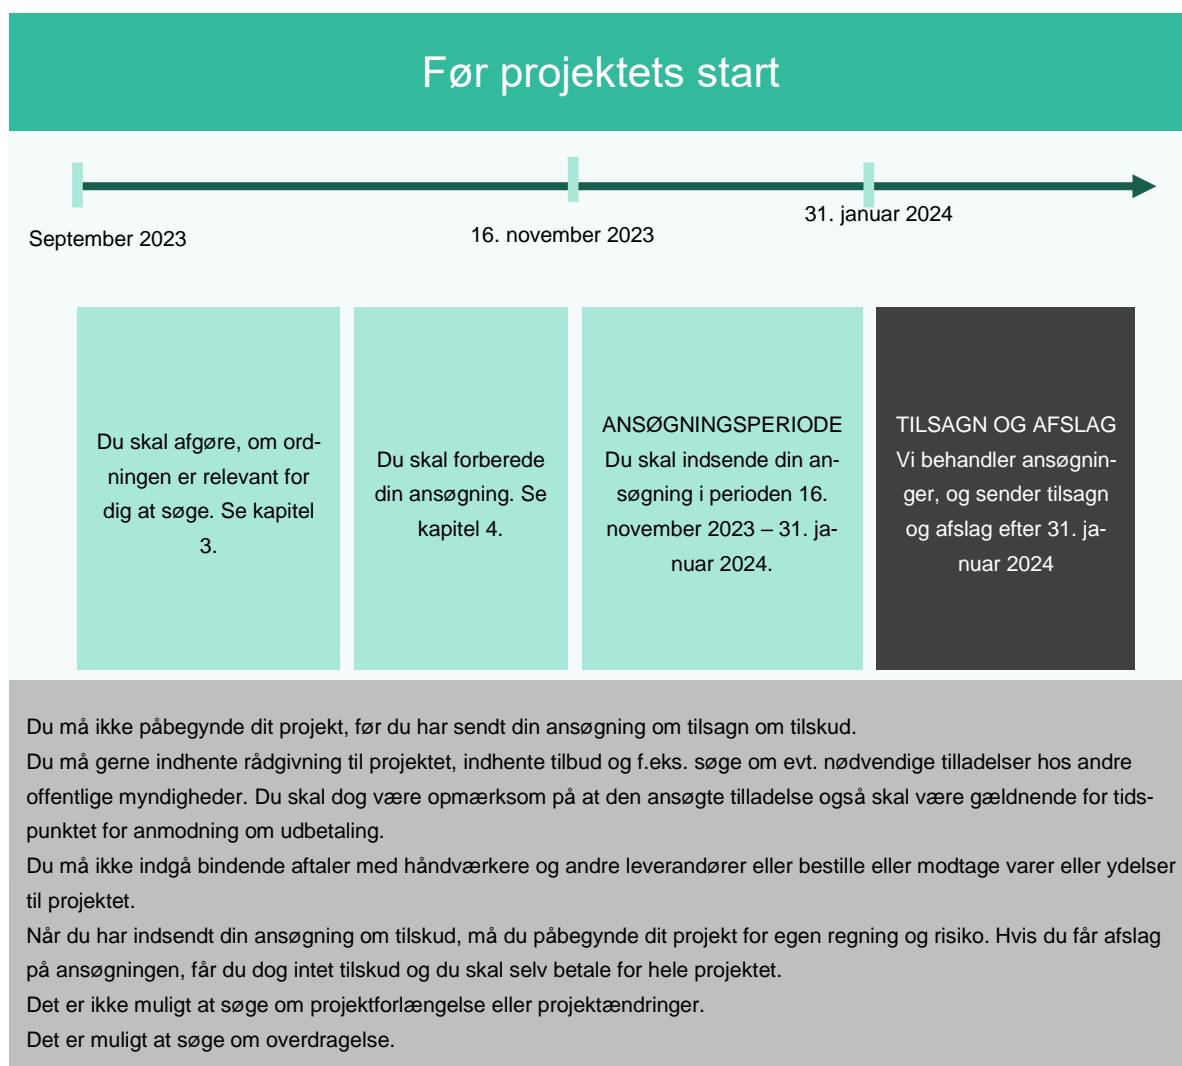 Før projektets start
September 2023
16. november 2023
31. januar 2024
Du skal afgøre, om ord-
ningen er relevant for
dig at søge. Se kapitel
3.
Du skal forberede
din ansøgning. Se
kapitel 4.
ANSØGNINGSPERIODE
Du skal indsende din an-
søgning i perioden 16.
november 2023 – 31. ja-
nuar 2024.
TILSAGN OG AFSLAG
Vi behandler ansøgnin-
ger, og sender tilsagn
og afslag efter 31. ja-
nuar 2024
Du må ikke påbegynde dit projekt, før du har sendt din ansøgning om tilsagn om tilskud.
Du må gerne indhente rådgivning til projektet, indhente tilbud og f.eks. søge om evt. nødvendige tilladelser hos andre
offentlige myndigheder. Du skal dog være opmærksom på at den ansøgte tilladelse også skal være gældnende for tids-
punktet for anmodning om udbetaling.
Du må ikke indgå bindende aftaler med håndværkere og andre leverandører eller bestille eller modtage varer eller ydelser
til projektet.
Når du har indsendt din ansøgning om tilskud, må du påbegynde dit projekt for egen regning og risiko. Hvis du får afslag
på ansøgningen, får du dog intet tilskud og du skal selv betale for hele projektet.
Det er ikke muligt at søge om projektforlængelse eller projektændringer.
Det er muligt at søge om overdragelse.